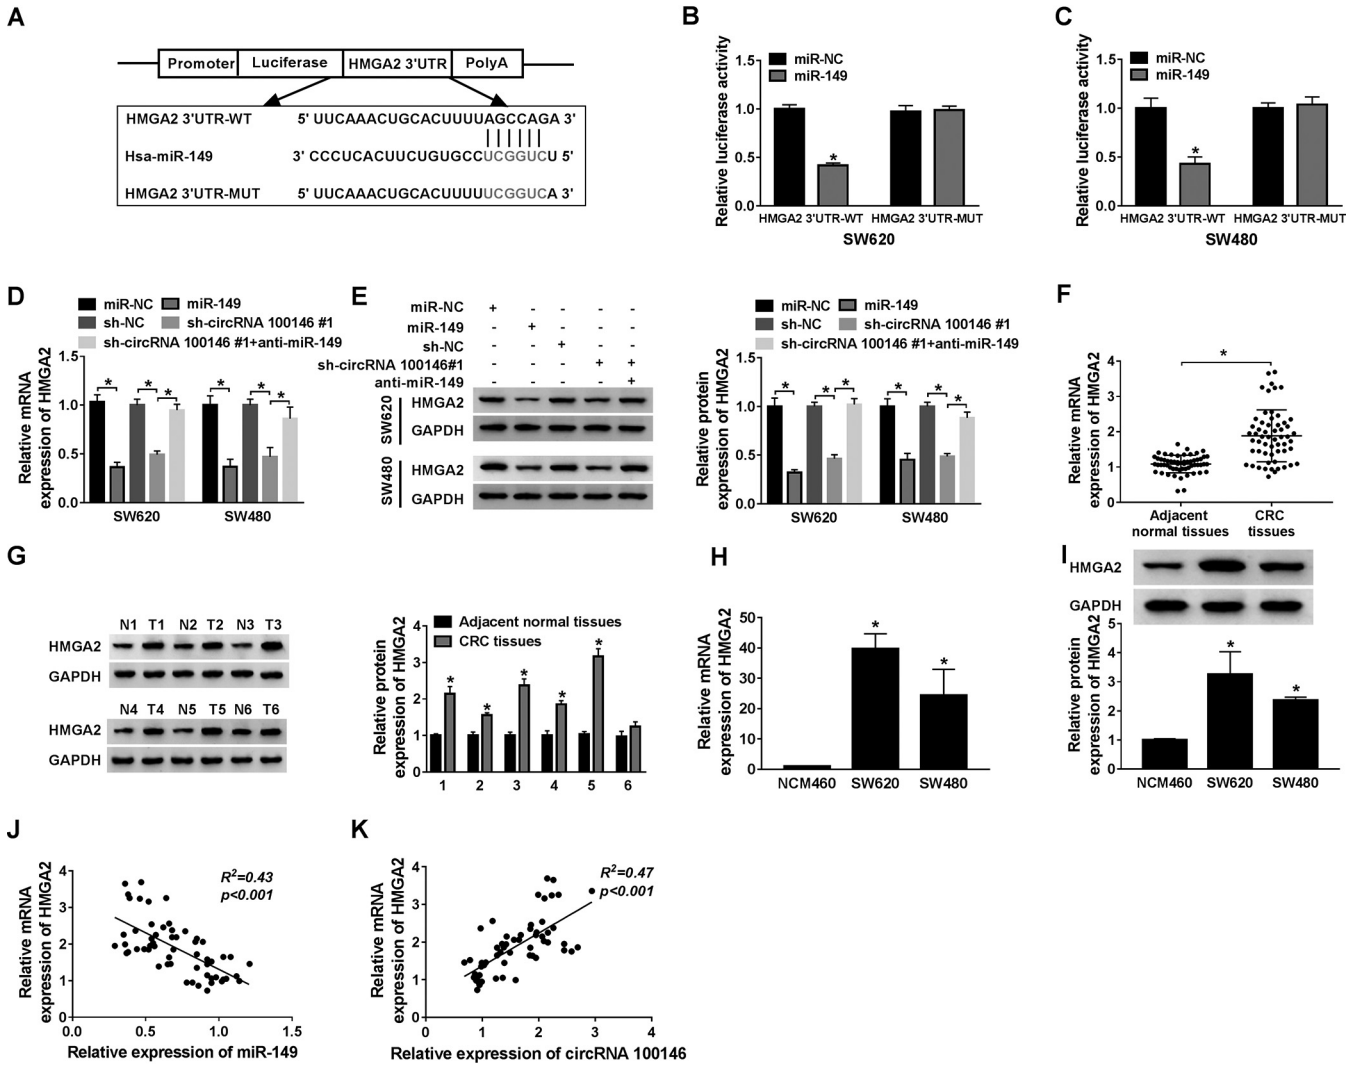 A
Promoter Luciferase HMGA2 3'UTR PolyA
HMGA2 3'UTR-WT 5' UUCAAACUGCACUUUUAGCCAGA 3'
Hsa-miR-149 3' CCCUCACUUCUGUGCCUCGGUCU 5'
HMGA2 3'UTR-MUT 5' UUCAAACUGCACUUUUUCGGUCA 3'
B
miR-NC
miR-149
Relative luciferase activity
1.5
1.0
0.5
0.0
*
HMGA2 3'UTR-WT HMGA2 3'UTR-MUT
SW620
C
miR-NC
miR-149
Relative luciferase activity
1.5
1.0
0.5
0.0
*
HMGA2 3'UTR-WT HMGA2 3'UTR-MUT
SW480
D
miR-NC miR-149
sh-NC sh-circRNA 100146 #1
sh-circRNA 100146 #1+anti-miR-149
Relative mRNA
expression of HMGA2
1.5
1.0
0.5
0.0
* * * * * *
SW620 SW480
E
miR-NC + - - - -
miR-149 - + - - -
sh-NC - - + - -
sh-circRNA 100146#1 - - - + +
anti-miR-149 - - - - +
SW620
HMGA2
GAPDH
SW480
HMGA2
GAPDH
miR-NC miR-149
sh-NC sh-circRNA 100146 #1
sh-circRNA 100146 #1+anti-miR-149
Relative protein
expression of HMGA2
1.5
1.0
0.5
0.0
* * * * * *
SW620 SW480
F
Relative mRNA
expression of HMGA2
4
3
2
1
0
*
Adjacent
normal tissues
CRC
tissues
G
N1 T1 N2 T2 N3 T3
HMGA2
GAPDH
N4 T4 N5 T5 N6 T6
HMGA2
GAPDH
Adjacent normal tissues
CRC tissues
Relative protein
expression of HMGA2
4
3
2
1
0
* * * * *
1 2 3 4 5 6
H
Relative mRNA
expression of HMGA2
50
40
30
20
10
0
* *
NCM460 SW620 SW480
I
HMGA2
GAPDH
Relative protein
expression of HMGA2
5
4
3
2
1
0
* *
NCM460 SW620 SW480
J
Relative mRNA
expression of HMGA2
4
3
2
1
0
R²=0.43
p<0.001
0.0 0.5 1.0 1.5
Relative expression of miR-149
K
Relative mRNA
expression of HMGA2
4
3
2
1
0
R²=0.47
p<0.001
0 1 2 3 4
Relative expression of circRNA 100146